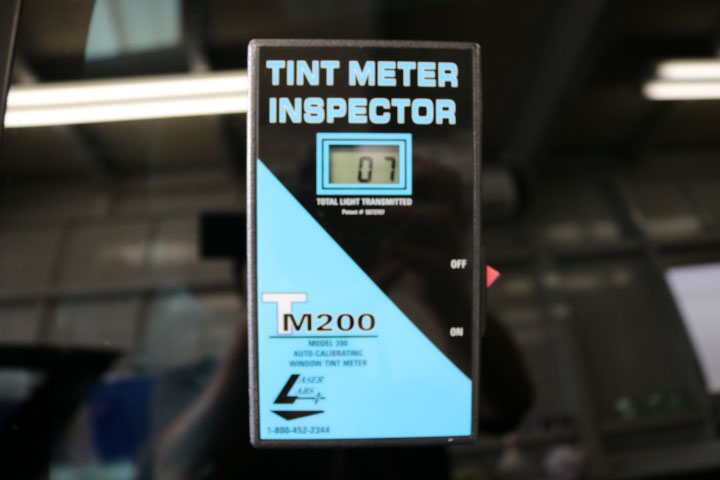 TINT METER
INSPECTOR
07
TOTAL LIGHT TRANSMITTED
OFF
TM200
ON
MODEL 200
AUTO-CALIBRATING
WINDOW TINT METER
LASER
LABS
1-800-452-2344